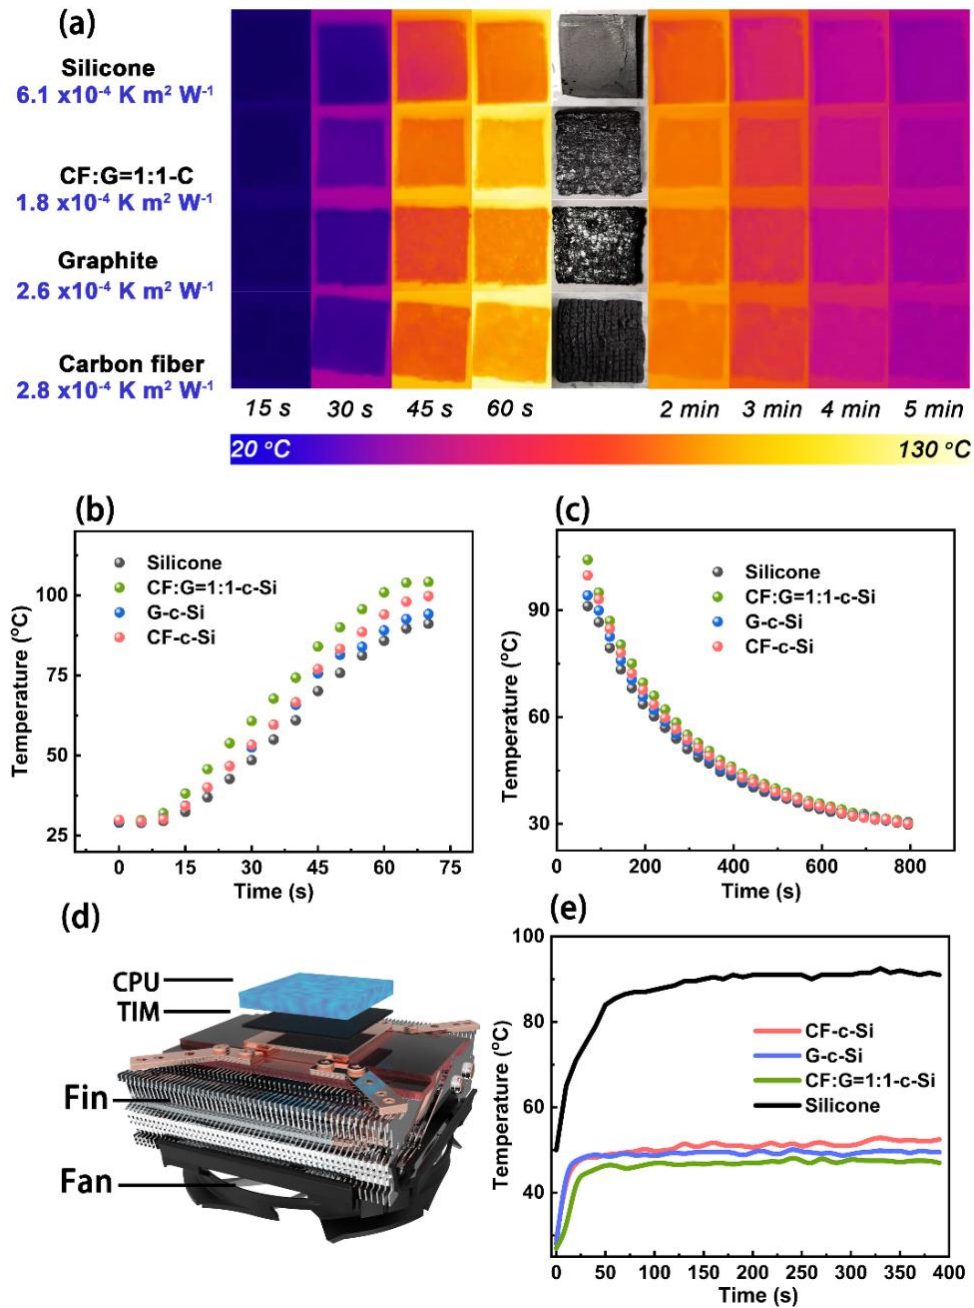 (a)
Silicone
6.1 x10⁻⁴ K m² W⁻¹
CF:G=1:1-C
1.8 x10⁻⁴ K m² W⁻¹
Graphite
2.6 x10⁻⁴ K m² W⁻¹
Carbon fiber
2.8 x10⁻⁴ K m² W⁻¹
15 s 30 s 45 s 60 s 2 min 3 min 4 min 5 min
20 °C 130 °C
(b)
Silicone
CF:G=1:1-c-Si
G-c-Si
CF-c-Si
Temperature (°C)
100
75
50
25
0 15 30 45 60 75
Time (s)
(c)
Silicone
CF:G=1:1-c-Si
G-c-Si
CF-c-Si
Temperature (°C)
90
60
30
0 200 400 600 800
Time (s)
(d)
CPU
TIM
Fin
Fan
(e)
Temperature (°C)
100
80
60
40
CF-c-Si
G-c-Si
CF:G=1:1-c-Si
Silicone
0 50 100 150 200 250 300 350 400
Time (s)